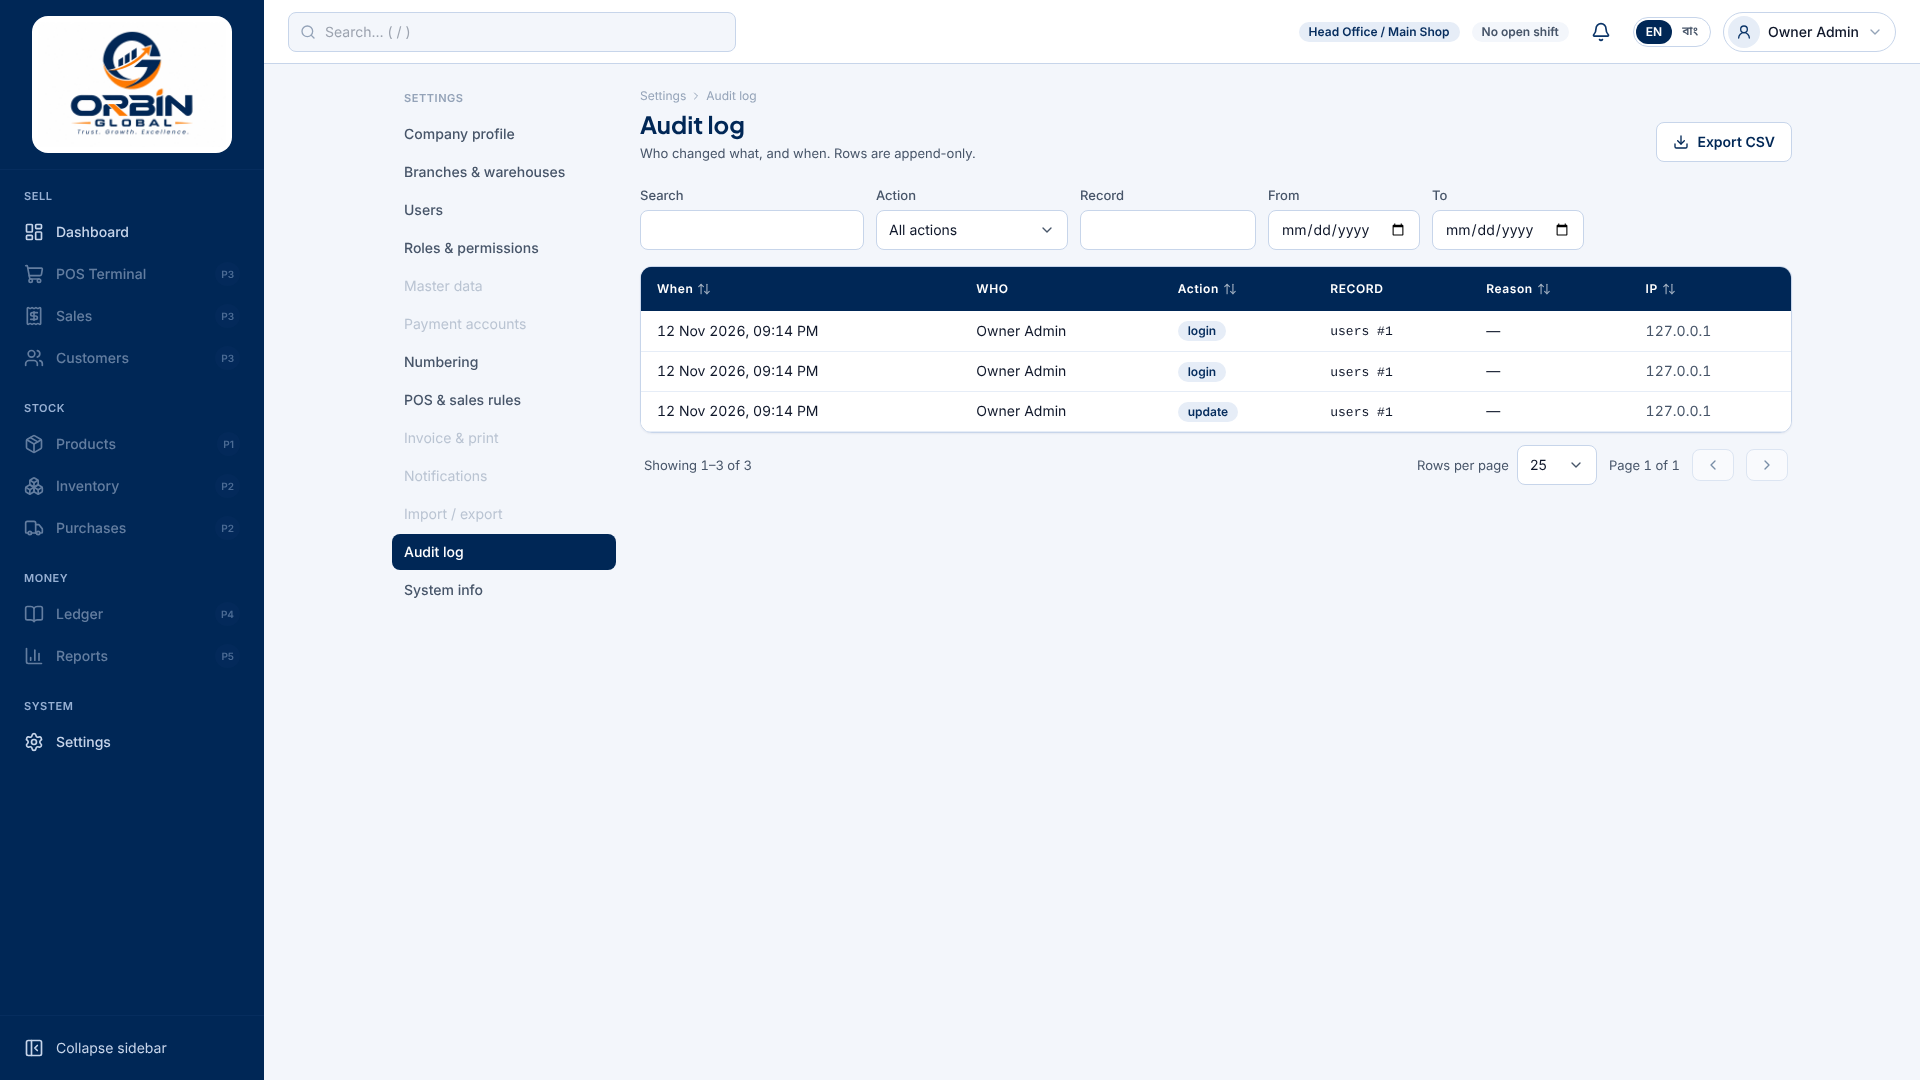 ORBIN
GLOBAL
Trust. Growth. Excellence.
SELL
Dashboard
POS Terminal P3
Sales P3
Customers P3
STOCK
Products P1
Inventory P2
Purchases P2
MONEY
Ledger P4
Reports P5
SYSTEM
Settings
Collapse sidebar
Search... ( / )
Head Office / Main Shop
No open shift
EN বাং
Owner Admin
SETTINGS
Company profile
Branches & warehouses
Users
Roles & permissions
Master data
Payment accounts
Numbering
POS & sales rules
Invoice & print
Notifications
Import / export
Audit log
System info
Settings > Audit log
Audit log
Who changed what, and when. Rows are append-only.
Export CSV
Search Action Record From To
All actions mm/dd/yyyy mm/dd/yyyy
When WHO Action RECORD Reason IP
12 Nov 2026, 09:14 PM Owner Admin login users #1 — 127.0.0.1
12 Nov 2026, 09:14 PM Owner Admin login users #1 — 127.0.0.1
12 Nov 2026, 09:14 PM Owner Admin update users #1 — 127.0.0.1
Showing 1–3 of 3 Rows per page 25 Page 1 of 1